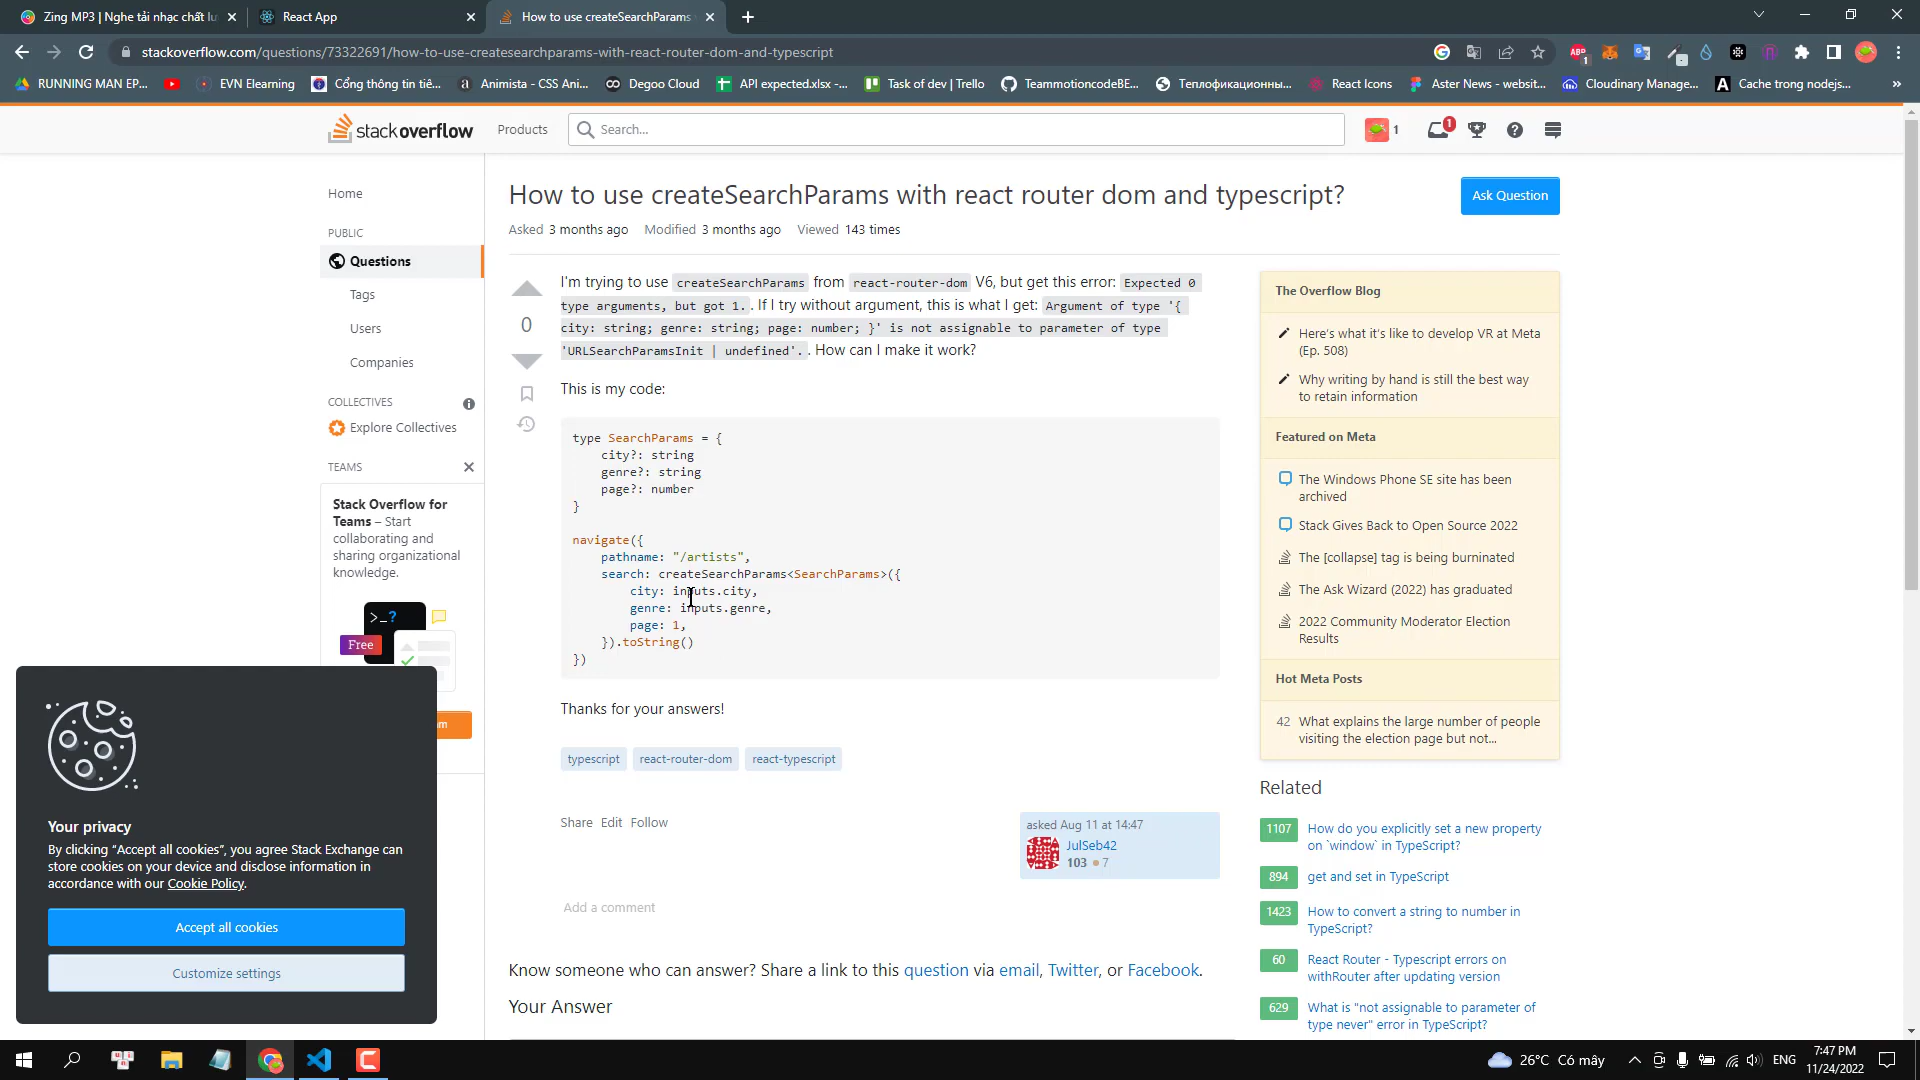 Zing MP3 | Nghe tải nhạc chất lư
React App
How to use createSearchParams
stackoverflow.com/questions/73322691/how-to-use-createsearchparams-with-react-router-dom-and-typescript
RUNNING MAN EP...
EVN Elearning
Cổng thông tin tiê...
Animista - CSS Ani...
Degoo Cloud
API expected.xlsx -...
Task of dev | Trello
TeammotioncodeBE...
Теплофикационны...
React Icons
Aster News - websit...
Cloudinary Manage...
Cache trong nodejs...
»
stackoverflow
Products
Search...
1
1
Home
PUBLIC
Questions
Tags
Users
Companies
COLLECTIVES
Explore Collectives
TEAMS
Stack Overflow for
Teams – Start
collaborating and
sharing organizational
knowledge.
>_?
Free
How to use createSearchParams with react router dom and typescript?
Ask Question
Asked 3 months ago Modified 3 months ago Viewed 143 times
0
I'm trying to use createSearchParams from react-router-dom V6, but get this error: Expected 0
type arguments, but got 1. . If I try without argument, this is what I get: Argument of type '{
city: string; genre: string; page: number; }' is not assignable to parameter of type
'URLSearchParamsInit | undefined'. . How can I make it work?
This is my code:
type SearchParams = {
city?: string
genre?: string
page?: number
}
navigate({
pathname: "/artists",
search: createSearchParams<SearchParams>({
city: inputs.city,
genre: inputs.genre,
page: 1,
}).toString()
})
Thanks for your answers!
typescript
react-router-dom
react-typescript
Share Edit Follow
asked Aug 11 at 14:47
JulSeb42
103 7
Add a comment
Know someone who can answer? Share a link to this question via email, Twitter, or Facebook.
Your Answer
The Overflow Blog
Here's what it's like to develop VR at Meta
(Ep. 508)
Why writing by hand is still the best way
to retain information
Featured on Meta
The Windows Phone SE site has been
archived
Stack Gives Back to Open Source 2022
The [collapse] tag is being burninated
The Ask Wizard (2022) has graduated
2022 Community Moderator Election
Results
Hot Meta Posts
42 What explains the large number of people
visiting the election page but not...
Related
1107 How do you explicitly set a new property
on `window` in TypeScript?
894 get and set in TypeScript
1423 How to convert a string to number in
TypeScript?
60 React Router - Typescript errors on
withRouter after updating version
629 What is "not assignable to parameter of
type never" error in TypeScript?
Your privacy
By clicking “Accept all cookies”, you agree Stack Exchange can
store cookies on your device and disclose information in
accordance with our Cookie Policy.
Accept all cookies
Customize settings
26°C Có mây
ENG
7:47 PM
11/24/2022